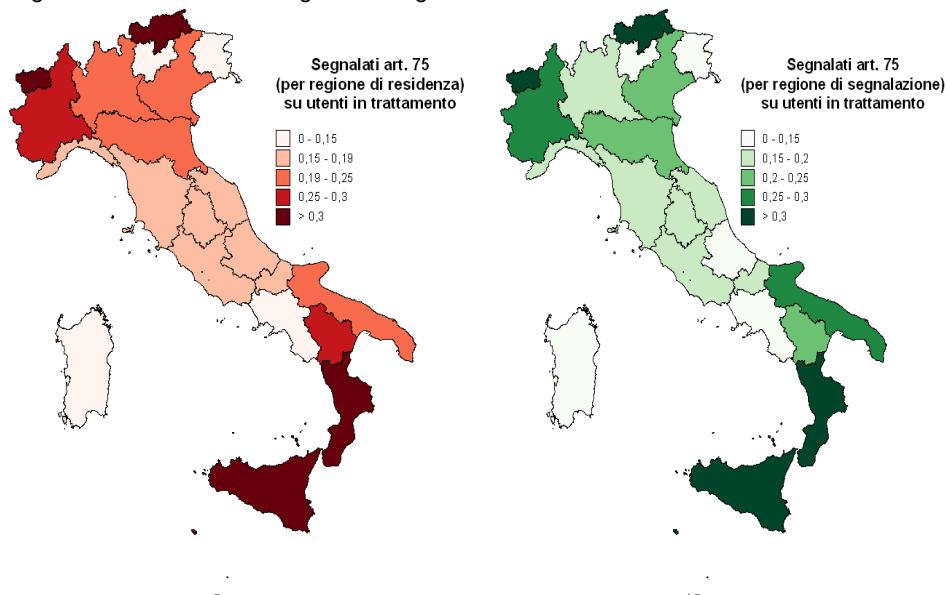 Segnalati art. 75
(per regione di residenza)
su utenti in trattamento
0 - 0,15
0,15 - 0,19
0,19 - 0,25
0,25 - 0,3
> 0,3
Segnalati art. 75
(per regione di segnalazione)
su utenti in trattamento
0 - 0,15
0,15 - 0,2
0,2 - 0,25
0,25 - 0,3
> 0,3